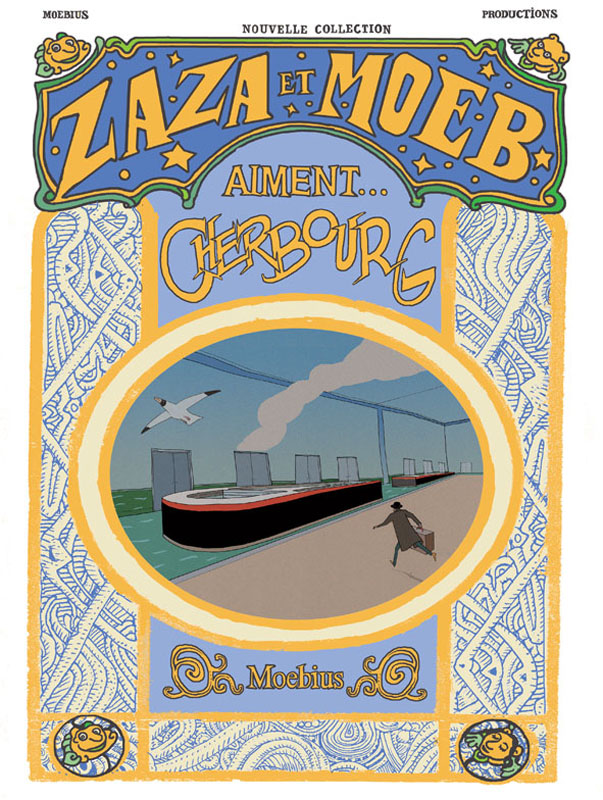 MOEBIUS
PRODUCTiONS
NOUVELLE COLLECTION
ZAZA ET MOEB
AIMENT...
CHERBOURG
Moebius